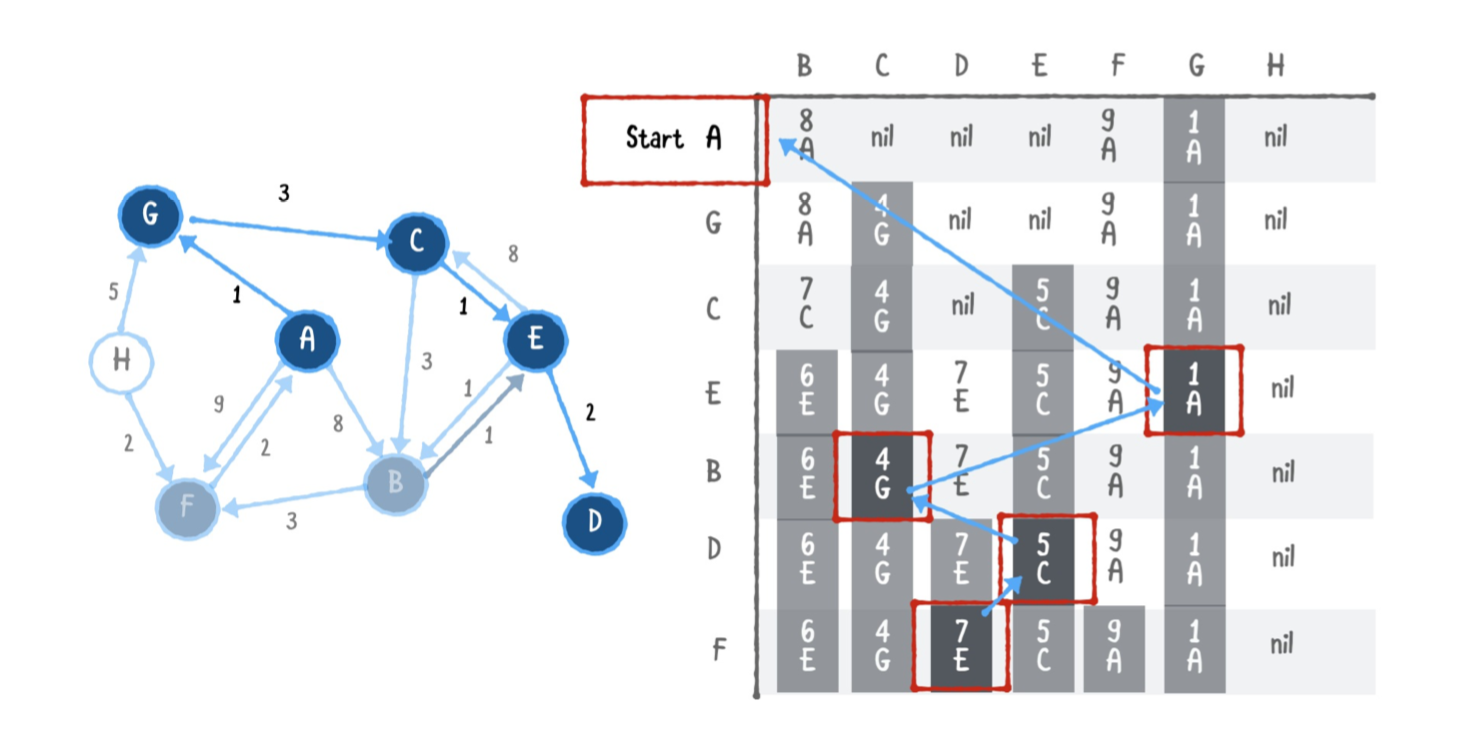 G
3
C
8
5
1
1
A
E
H
3
9
1
2
8
2
2
1
B
F
3
D
B C D E F G H
Start A
8 nil nil nil 9 1 nil
A A A
G
8 4 nil nil 9 1 nil
A G A A
C
7 4 nil 5 9 1 nil
C G C A A
E
6 4 7 5 9 1 nil
E G E C A A
B
6 4 7 5 9 1 nil
E G E C A A
D
6 4 7 5 9 1 nil
E G E C A A
F
6 4 7 5 9 1 nil
E G E C A A